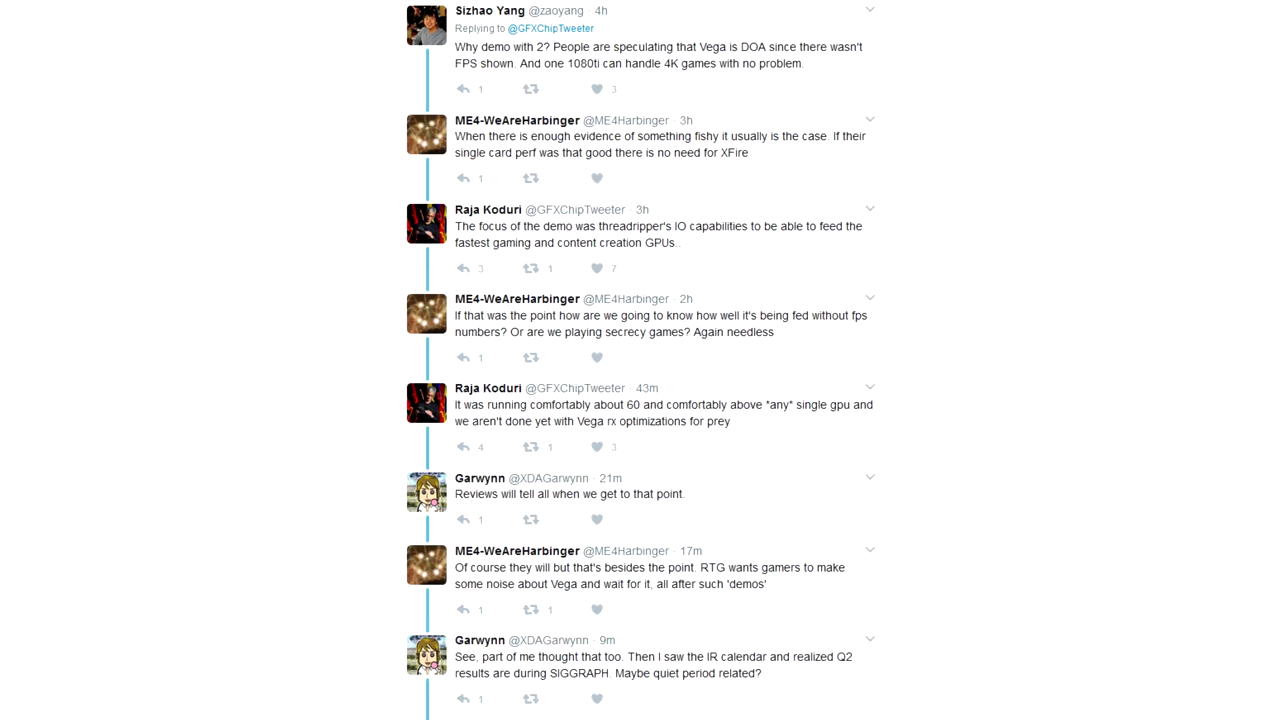 Sizhao Yang @zaoyang · 4h
Replying to @GFXChipTweeter
Why demo with 2? People are speculating that Vega is DOA since there wasn't
FPS shown. And one 1080ti can handle 4K games with no problem.
1 3
ME4-WeAreHarbinger @ME4Harbinger · 3h
When there is enough evidence of something fishy it usually is the case. If their
single card perf was that good there is no need for XFire
1
Raja Koduri @GFXChipTweeter · 3h
The focus of the demo was threadripper's IO capabilities to be able to feed the
fastest gaming and content creation GPUs..
3 1 7
ME4-WeAreHarbinger @ME4Harbinger · 2h
If that was the point how are we going to know how well it's being fed without fps
numbers? Or are we playing secrecy games? Again needless
1
Raja Koduri @GFXChipTweeter · 43m
It was running comfortably about 60 and comfortably above *any* single gpu and
we aren't done yet with Vega rx optimizations for prey
4 1 3
Garwynn @XDAGarwynn · 21m
Reviews will tell all when we get to that point.
1
ME4-WeAreHarbinger @ME4Harbinger · 17m
Of course they will but that's besides the point. RTG wants gamers to make
some noise about Vega and wait for it, all after such 'demos'
1 1
Garwynn @XDAGarwynn · 9m
See, part of me thought that too. Then I saw the IR calendar and realized Q2
results are during SIGGRAPH. Maybe quiet period related?
1